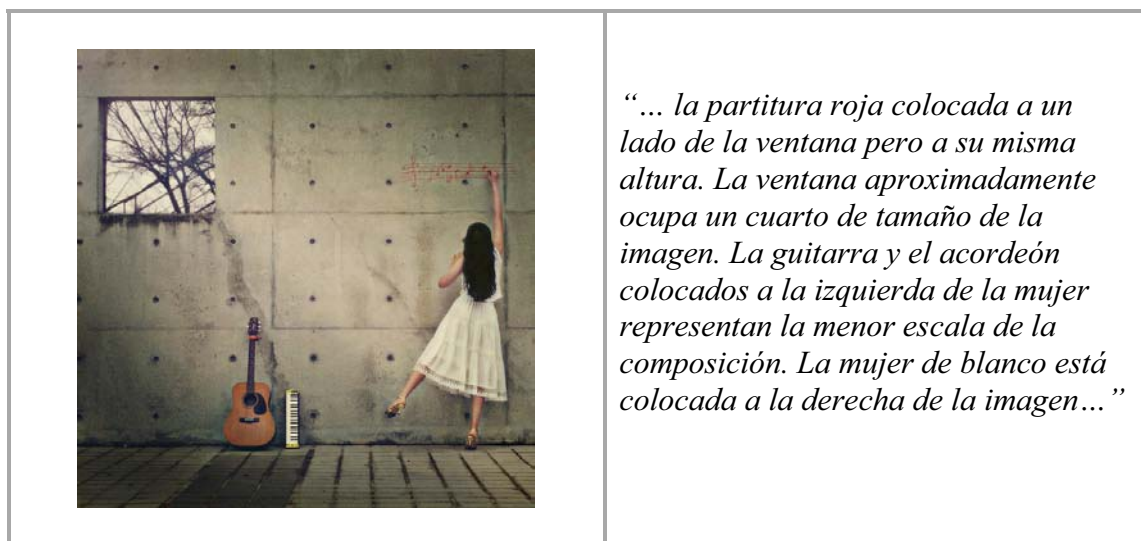 “… la partitura roja colocada a un
lado de la ventana pero a su misma
altura. La ventana aproximadamente
ocupa un cuarto de tamaño de la
imagen. La guitarra y el acordeón
colocados a la izquierda de la mujer
representan la menor escala de la
composición. La mujer de blanco está
colocada a la derecha de la imagen…”